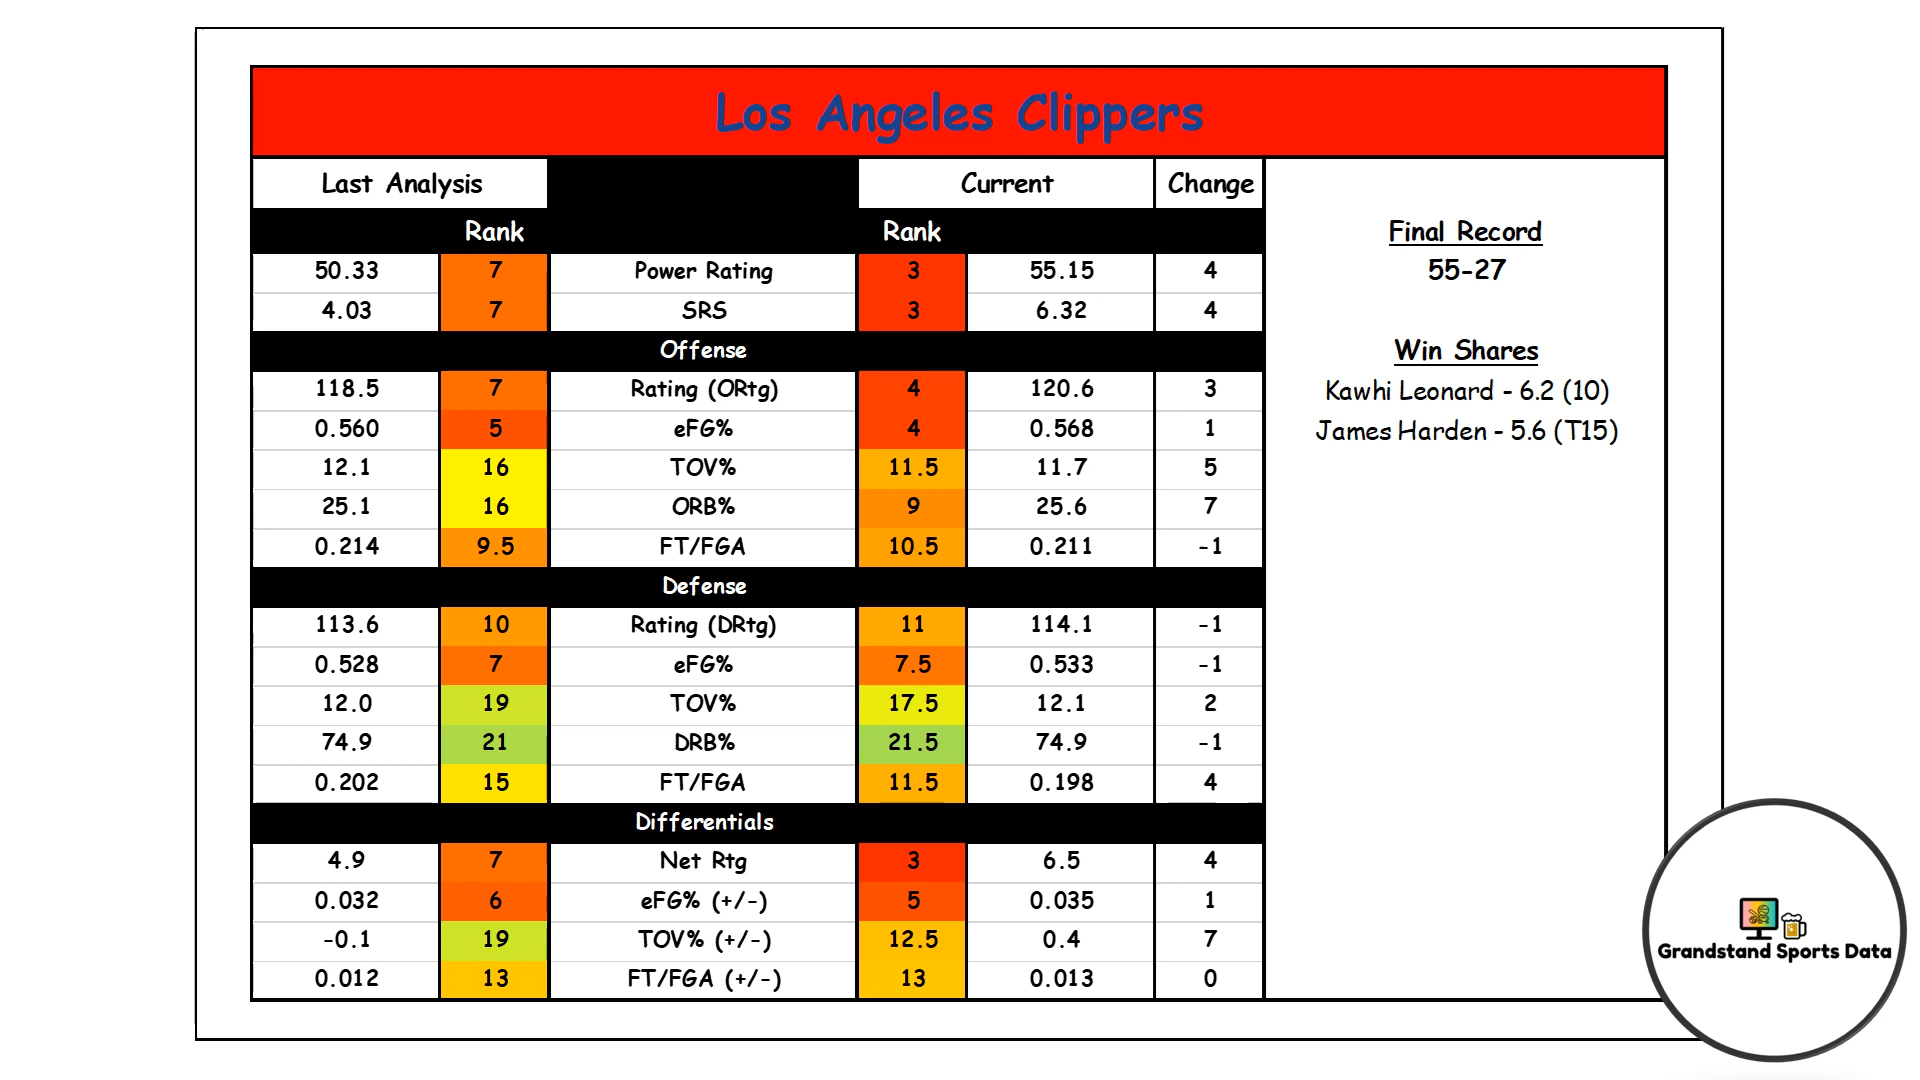 Los Angeles Clippers
Last Analysis Current Change
Rank Rank Final Record
50.33 7 Power Rating 3 55.15 4 55-27
4.03 7 SRS 3 6.32 4
Offense Win Shares
118.5 7 Rating (ORtg) 4 120.6 3 Kawhi Leonard - 6.2 (10)
0.560 5 eFG% 4 0.568 1 James Harden - 5.6 (T15)
12.1 16 TOV% 11.5 11.7 5
25.1 16 ORB% 9 25.6 7
0.214 9.5 FT/FGA 10.5 0.211 -1
Defense
113.6 10 Rating (DRtg) 11 114.1 -1
0.528 7 eFG% 7.5 0.533 -1
12.0 19 TOV% 17.5 12.1 2
74.9 21 DRB% 21.5 74.9 -1
0.202 15 FT/FGA 11.5 0.198 4
Differentials
4.9 7 Net Rtg 3 6.5 4
0.032 6 eFG% (+/-) 5 0.035 1
-0.1 19 TOV% (+/-) 12.5 0.4 7
0.012 13 FT/FGA (+/-) 13 0.013 0
Grandstand Sports Data